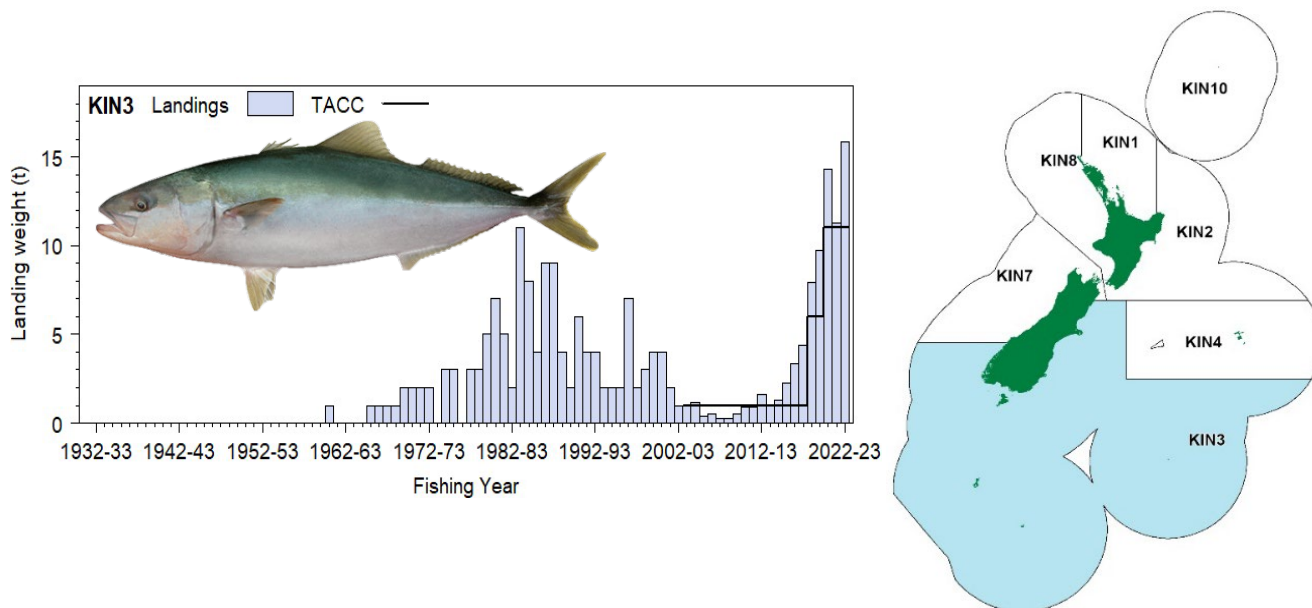 KIN3 Landings TACC
Landing weight (t)
15
10
5
0
1932-33 1942-43 1952-53 1962-63 1972-73 1982-83 1992-93 2002-03 2012-13 2022-23
Fishing Year
KIN10
KIN1
KIN8
KIN2
KIN7
KIN4
KIN3